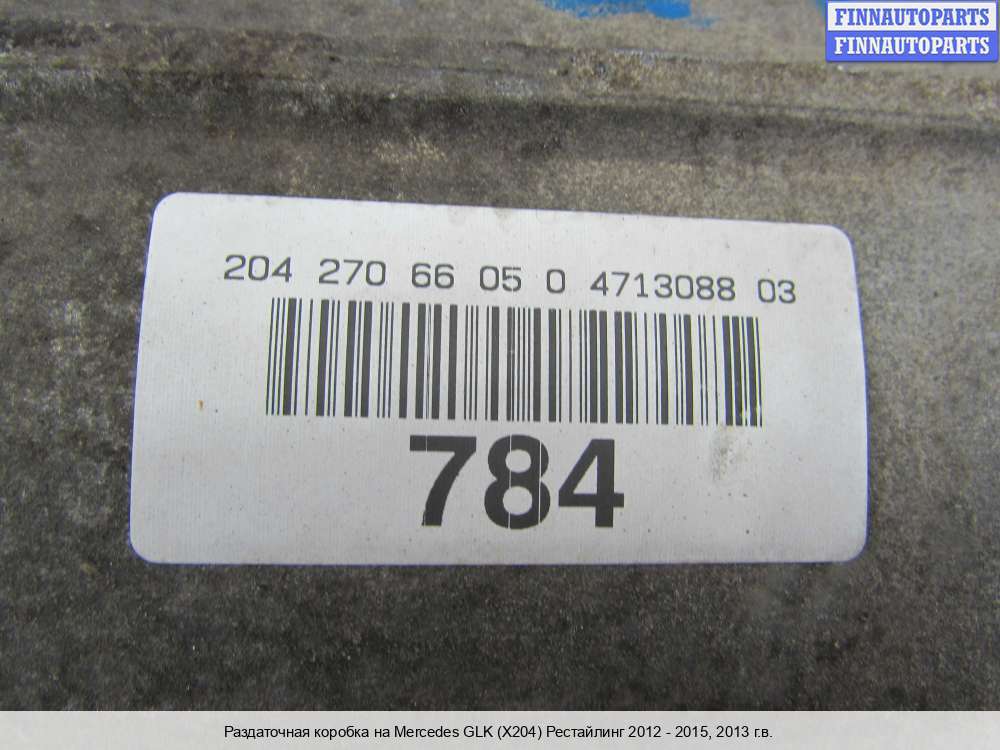 FINNAUTOPARTS
FINNAUTOPARTS
204 270 66 05 0 4713088 03
784
Раздаточная коробка на Mercedes GLK (X204) Рестайлинг 2012 - 2015, 2013 г.в.